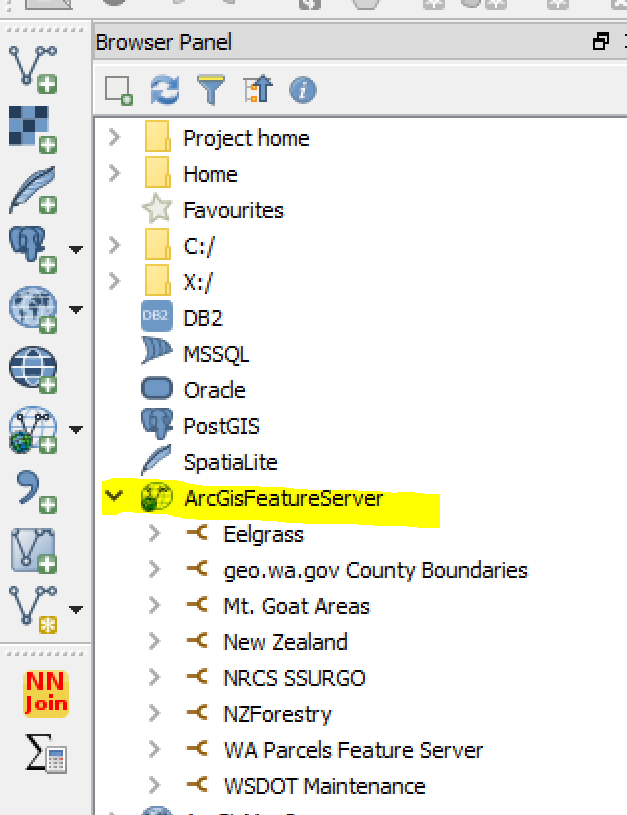 Browser Panel
Project home
Home
Favourites
C:/
X:/
DB2
DB2
MSSQL
Oracle
PostGIS
SpatiaLite
ArcGisFeatureServer
Eelgrass
geo.wa.gov County Boundaries
Mt. Goat Areas
New Zealand
NRCS SSURGO
NZForestry
WA Parcels Feature Server
WSDOT Maintenance
NN
Join
Σ